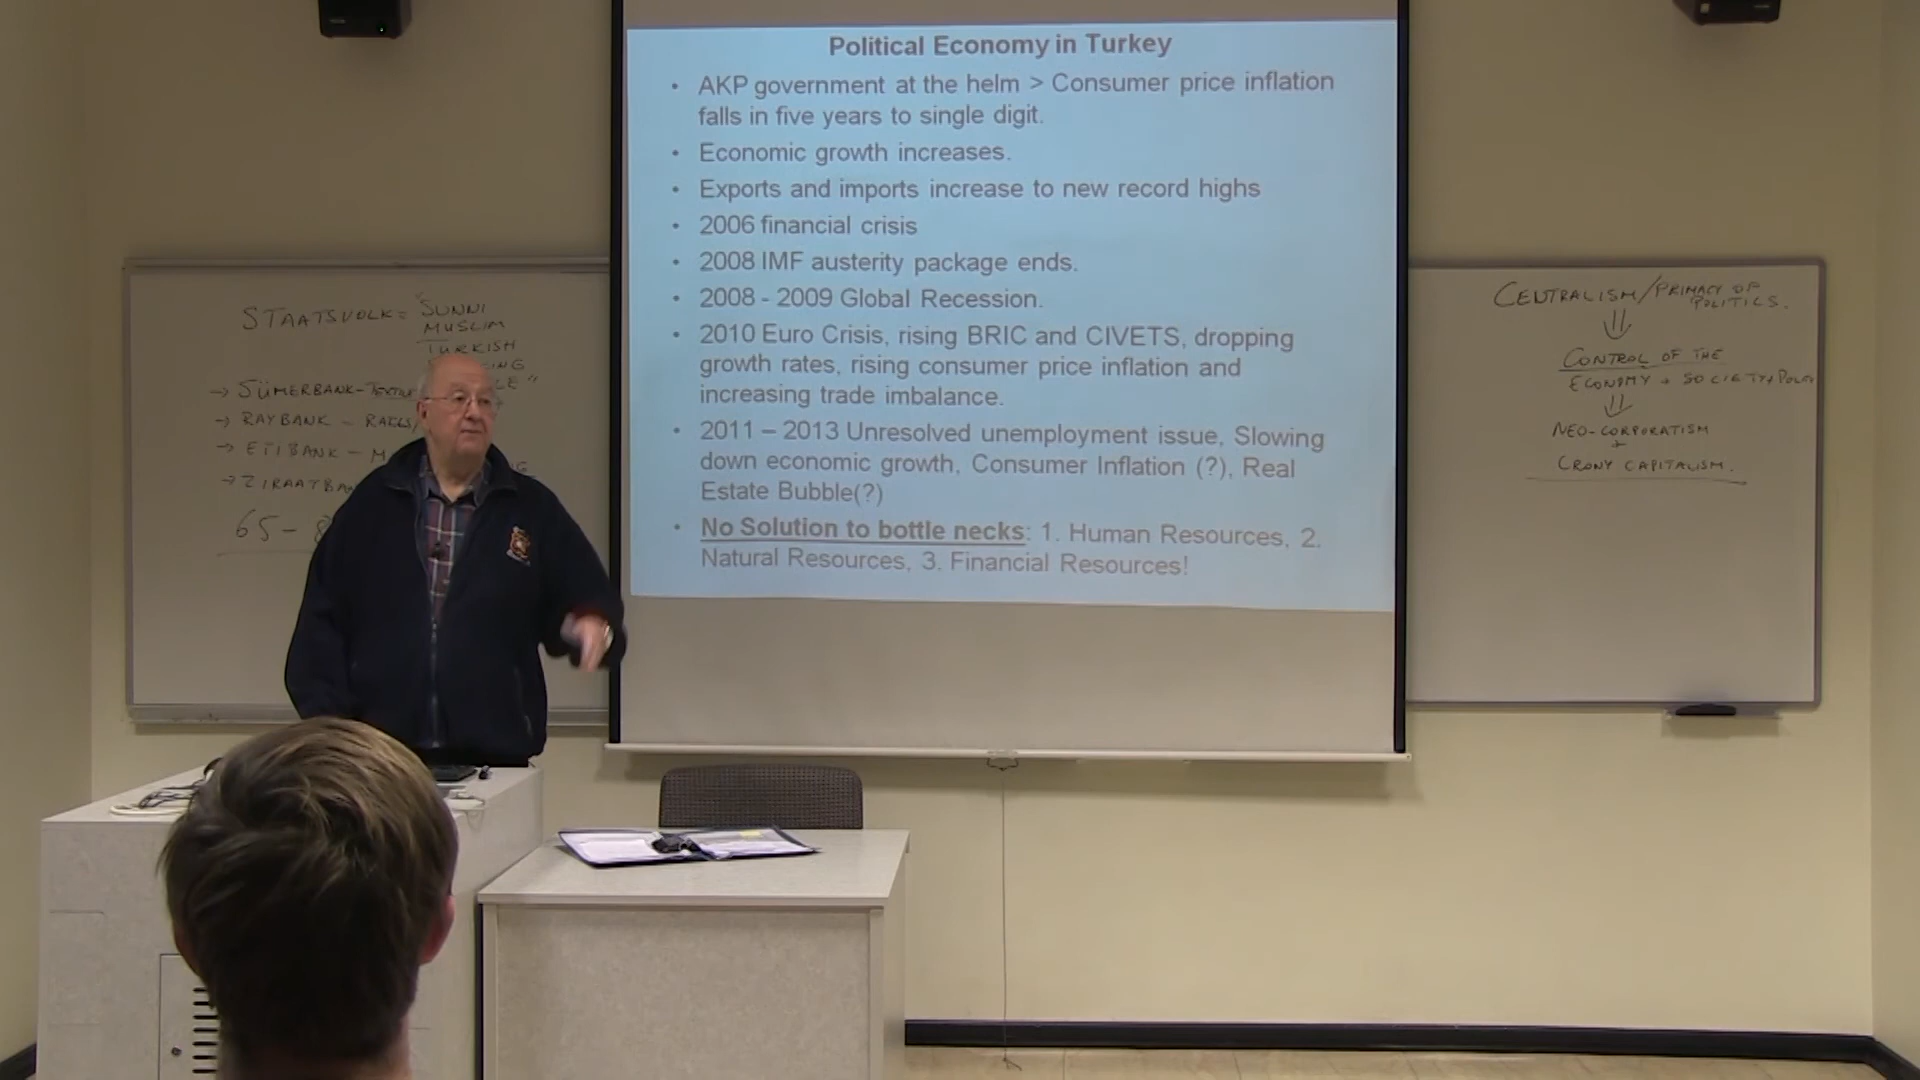 Political Economy in Turkey
• AKP government at the helm > Consumer price inflation
falls in five years to single digit.
• Economic growth increases.
• Exports and imports increase to new record highs
• 2006 financial crisis
• 2008 IMF austerity package ends.
• 2008 - 2009 Global Recession.
• 2010 Euro Crisis, rising BRIC and CIVETS, dropping
growth rates, rising consumer price inflation and
increasing trade imbalance.
• 2011 – 2013 Unresolved unemployment issue, Slowing
down economic growth, Consumer Inflation (?), Real
Estate Bubble(?)
• No Solution to bottle necks: 1. Human Resources, 2.
Natural Resources, 3. Financial Resources!
STAATSVOLK = "SUNNI
MUSLIM
TURKISH
→ SÜMERBANK -
→ RAYBANK -
→ ETİBANK -
→ ZIRAATBAN
65 -
CENTRALISM/PRIMACY OF
POLITICS.
⇓
CONTROL OF THE
ECONOMY + SOCIETY +
⇓
NEO-CORPORATISM
+
CRONY CAPITALISM.